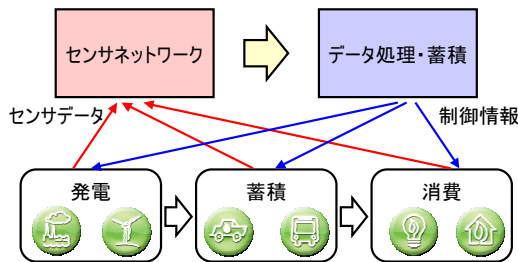 センサネットワーク
データ処理・蓄積
センサデータ
制御情報
発電
蓄積
消費